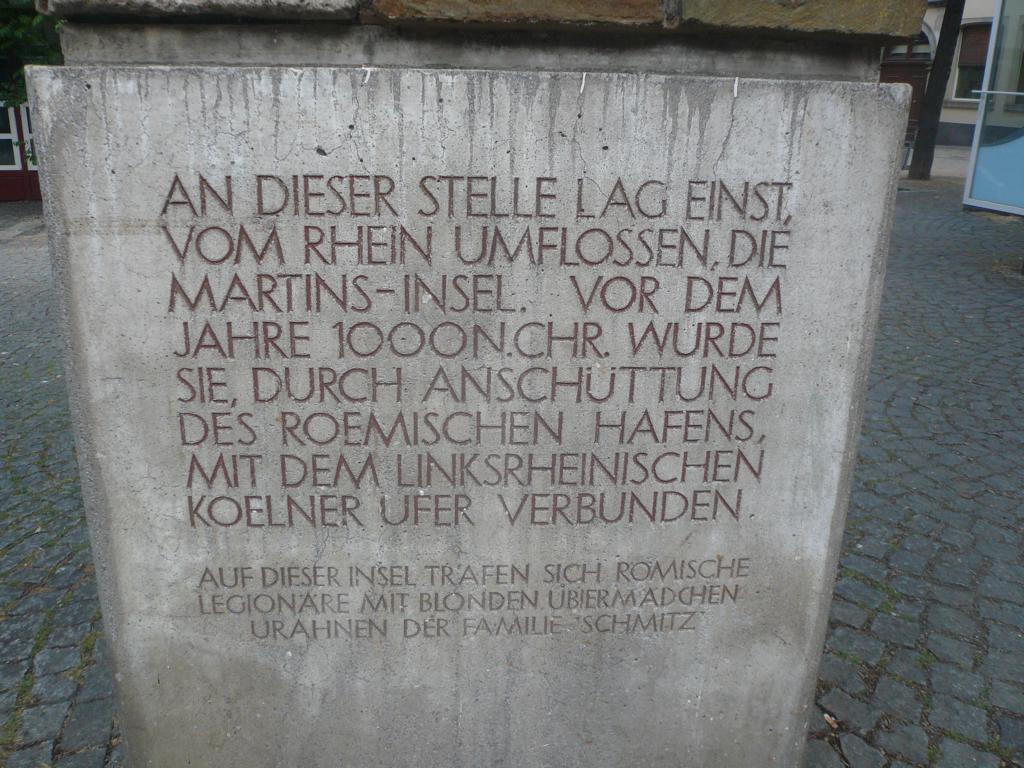 AN DIESER STELLE LAG EINST,
VOM RHEIN UMFLOSSEN, DIE
MARTINS-INSEL. VOR DEM
JAHRE 1000 N. CHR. WURDE
SIE, DURCH ANSCHÜTTUNG
DES ROEMISCHEN HAFENS,
MIT DEM LINKSRHEINISCHEN
KOELNER UFER VERBUNDEN.
AUF DIESER INSEL TRAFEN SICH RÖMISCHE
LEGIONÄRE MIT BLONDEN UBIERMÄDCHEN
URAHNEN DER FAMILIE "SCHMITZ"